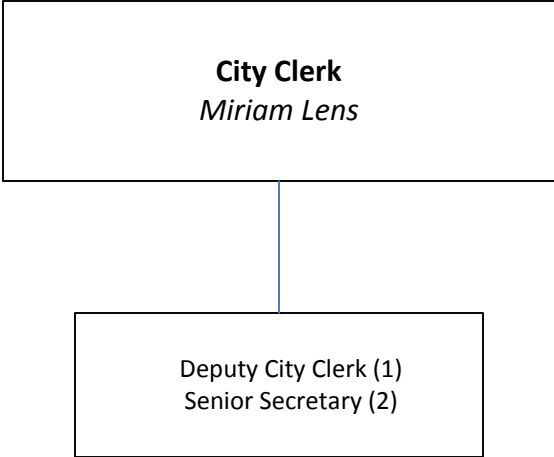 City Clerk
Miriam Lens
Deputy City Clerk (1)
Senior Secretary (2)